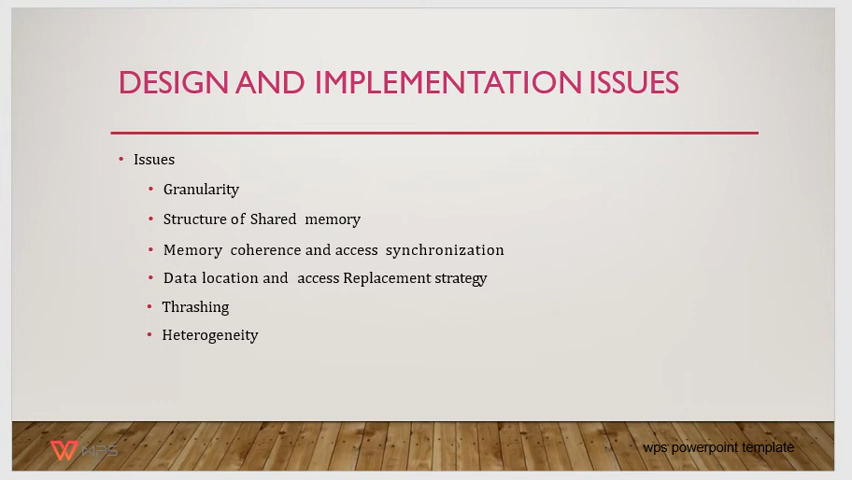 DESIGN AND IMPLEMENTATION ISSUES
• Issues
• Granularity
• Structure of Shared memory
• Memory coherence and access synchronization
• Data location and access Replacement strategy
• Thrashing
• Heterogeneity
WPS
wps powerpoint template